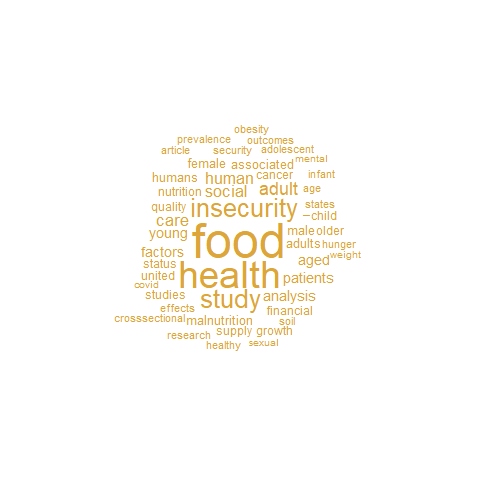 obesity
prevalence outcomes
article security adolescent
mental
female associated
humans human cancer infant
nutrition social adult age
quality insecurity states
care –child
young food male older
factors adults hunger
status health aged weight
united patients
covid
studies study analysis
effects financial
crosssectional malnutrition soil
research supply growth
healthy sexual